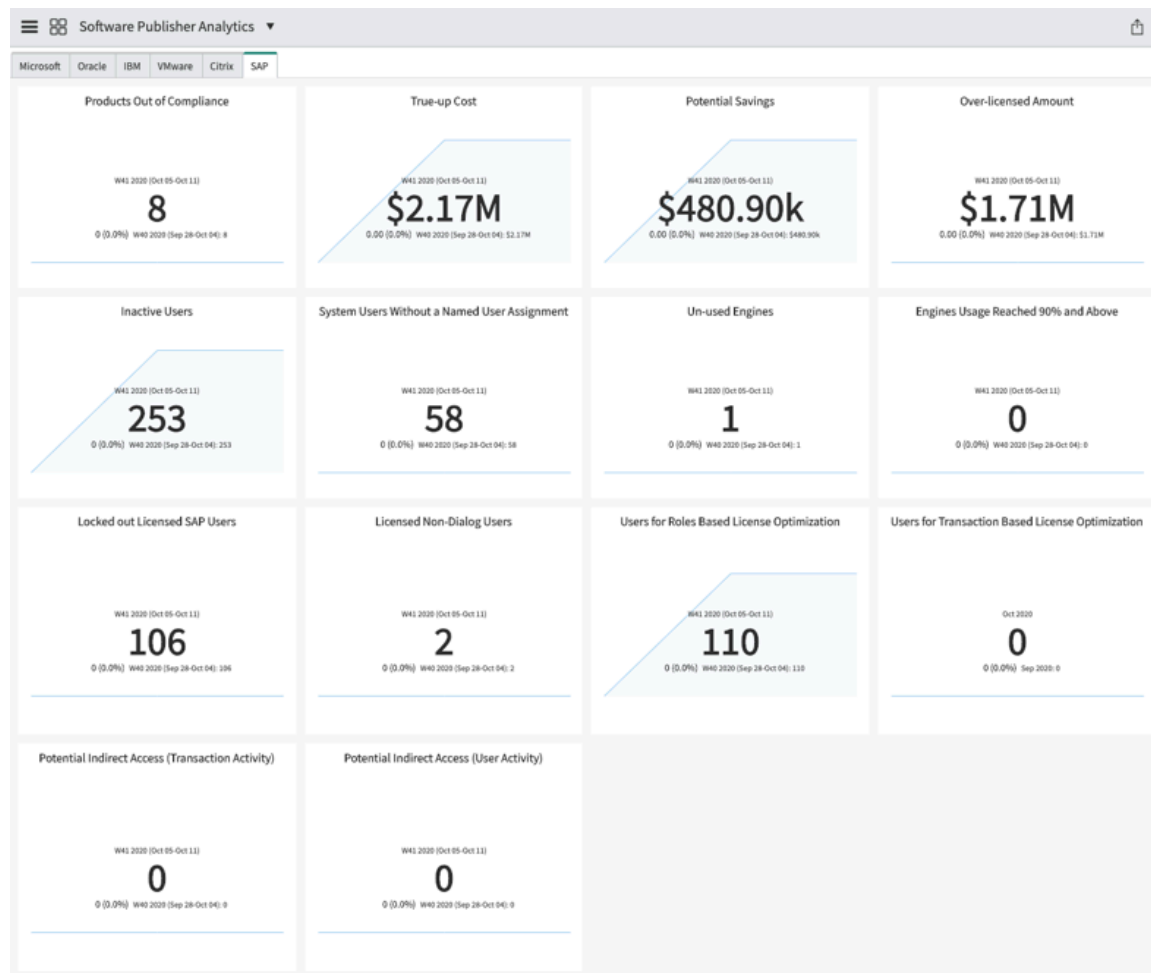 Software Publisher Analytics ▼
Microsoft Oracle IBM VMware Citrix SAP
Products Out of Compliance
W41 2020 (Oct 05-Oct 11)
8
0 (0.0%) W40 2020 (Sep 28-Oct 04): 8
True-up Cost
W41 2020 (Oct 05-Oct 11)
$2.17M
0.00 (0.0%) W40 2020 (Sep 28-Oct 04): $2.17M
Potential Savings
W41 2020 (Oct 05-Oct 11)
$480.90k
0.00 (0.0%) W40 2020 (Sep 28-Oct 04): $480.90k
Over-licensed Amount
W41 2020 (Oct 05-Oct 11)
$1.71M
0.00 (0.0%) W40 2020 (Sep 28-Oct 04): $1.71M
Inactive Users
W41 2020 (Oct 05-Oct 11)
253
0 (0.0%) W40 2020 (Sep 28-Oct 04): 253
System Users Without a Named User Assignment
W41 2020 (Oct 05-Oct 11)
58
0 (0.0%) W40 2020 (Sep 28-Oct 04): 58
Un-used Engines
W41 2020 (Oct 05-Oct 11)
1
0 (0.0%) W40 2020 (Sep 28-Oct 04): 1
Engines Usage Reached 90% and Above
W41 2020 (Oct 05-Oct 11)
0
0 (0.0%) W40 2020 (Sep 28-Oct 04): 0
Locked out Licensed SAP Users
W41 2020 (Oct 05-Oct 11)
106
0 (0.0%) W40 2020 (Sep 28-Oct 04): 106
Licensed Non-Dialog Users
W41 2020 (Oct 05-Oct 11)
2
0 (0.0%) W40 2020 (Sep 28-Oct 04): 2
Users for Roles Based License Optimization
W41 2020 (Oct 05-Oct 11)
110
0 (0.0%) W40 2020 (Sep 28-Oct 04): 110
Users for Transaction Based License Optimization
Oct 2020
0
0 (0.0%) Sep 2020: 0
Potential Indirect Access (Transaction Activity)
W41 2020 (Oct 05-Oct 11)
0
0 (0.0%) W40 2020 (Sep 28-Oct 04): 0
Potential Indirect Access (User Activity)
W41 2020 (Oct 05-Oct 11)
0
0 (0.0%) W40 2020 (Sep 28-Oct 04): 0